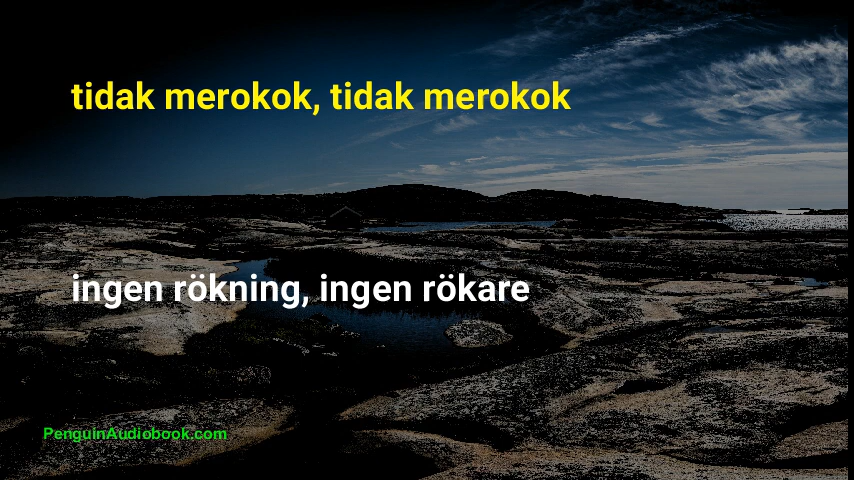 tidak merokok, tidak merokok
ingen rökning, ingen rökare
PenguinAudiobook.com